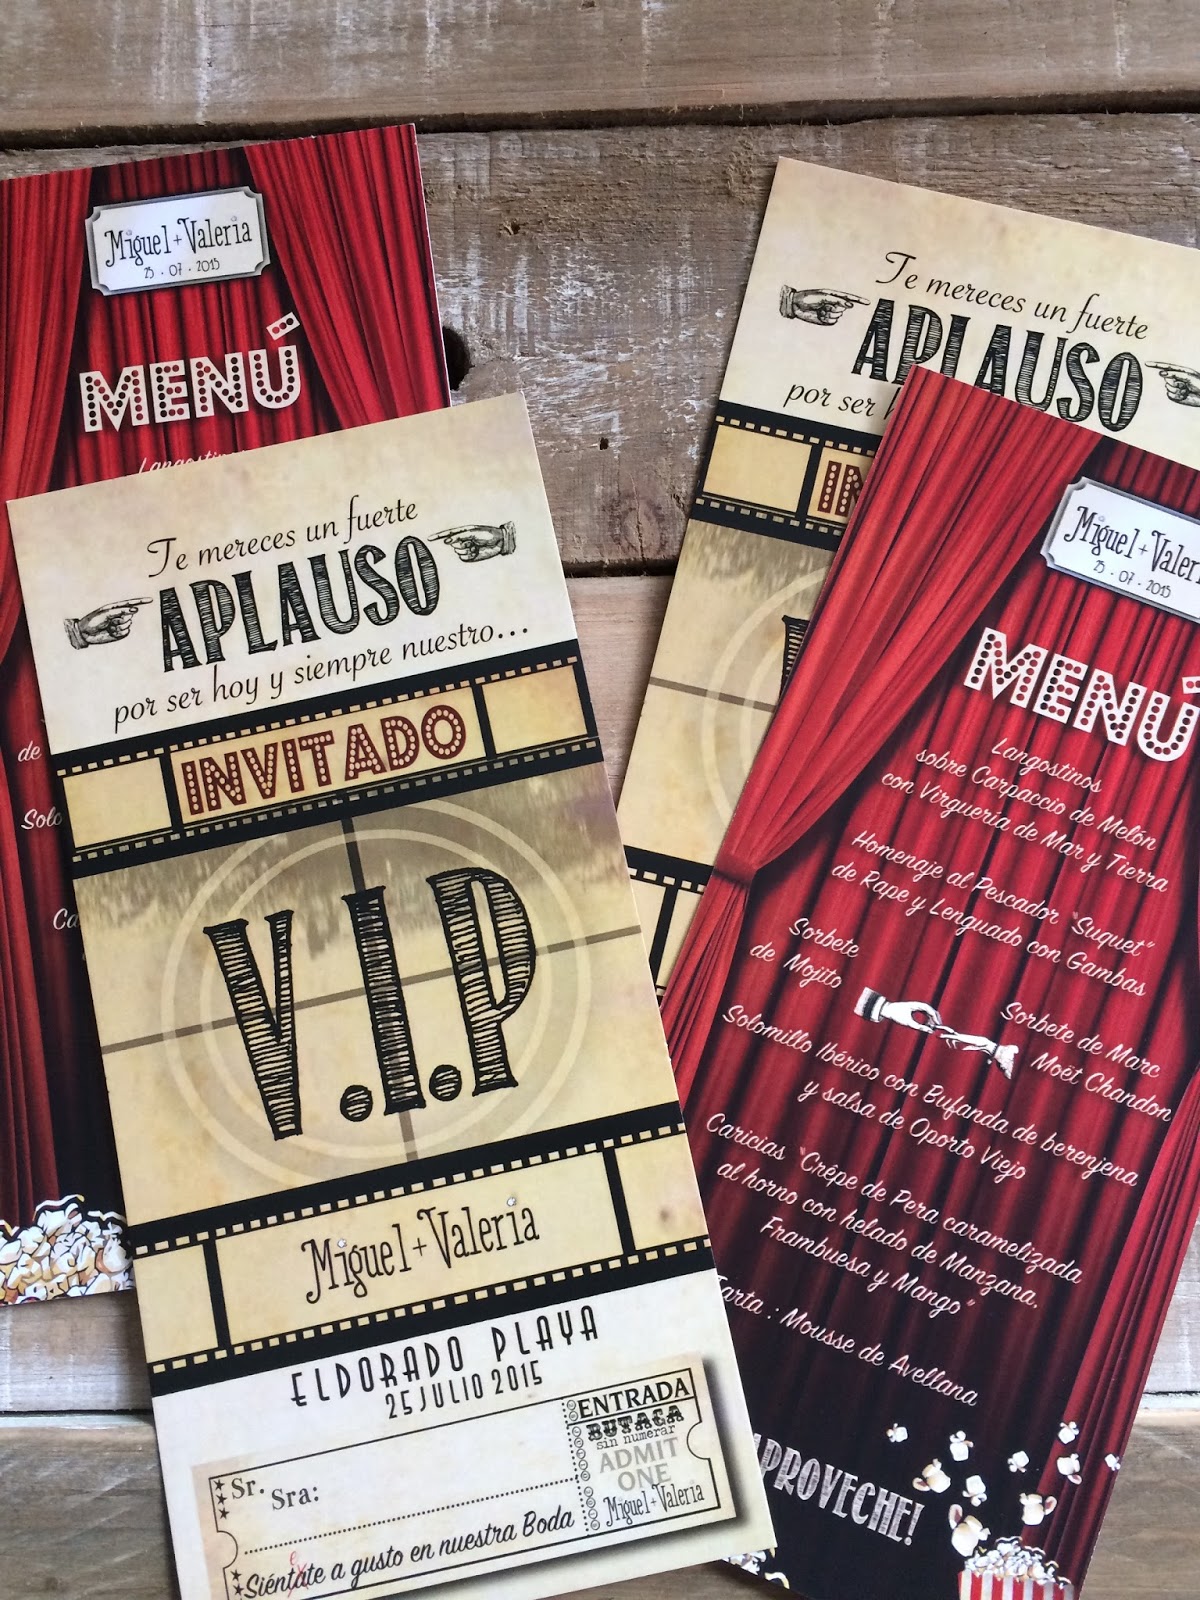 Miguel + Valeria
25 · 07 · 2015
MENÚ
Langostinos
de
Solo
Ca
Te mereces un fuerte
APLAUSO
por ser hoy y siempre nuestro...
INVITADO
V.I.P
Miguel + Valeria
ELDORADO PLAYA
25 JULIO 2015
Sr.
Sra:
Siéntate a gusto en nuestra Boda
e
ENTRADA
BUTACA
sin numerar
ADMIT
ONE
Miguel + Valeria
Te mereces un fuerte
APLAUSO
por ser h
IN
Miguel + Valeria
25 · 07 · 2015
MENÚ
Langostinos
sobre Carpaccio de Melón
con Virguería de Mar y Tierra
Homenaje al Pescador "Suquet"
de Rape y Lenguado con Gambas
Sorbete
de Mojito
Sorbete de Marc
Moët Chandon
Solomillo Ibérico con Bufanda de berenjena
y salsa de Oporto Viejo
Caricias "Crêpe de Pera caramelizada
al horno con helado de Manzana,
Frambuesa y Mango"
Tarta : Mousse de Avellana
APROVECHE!